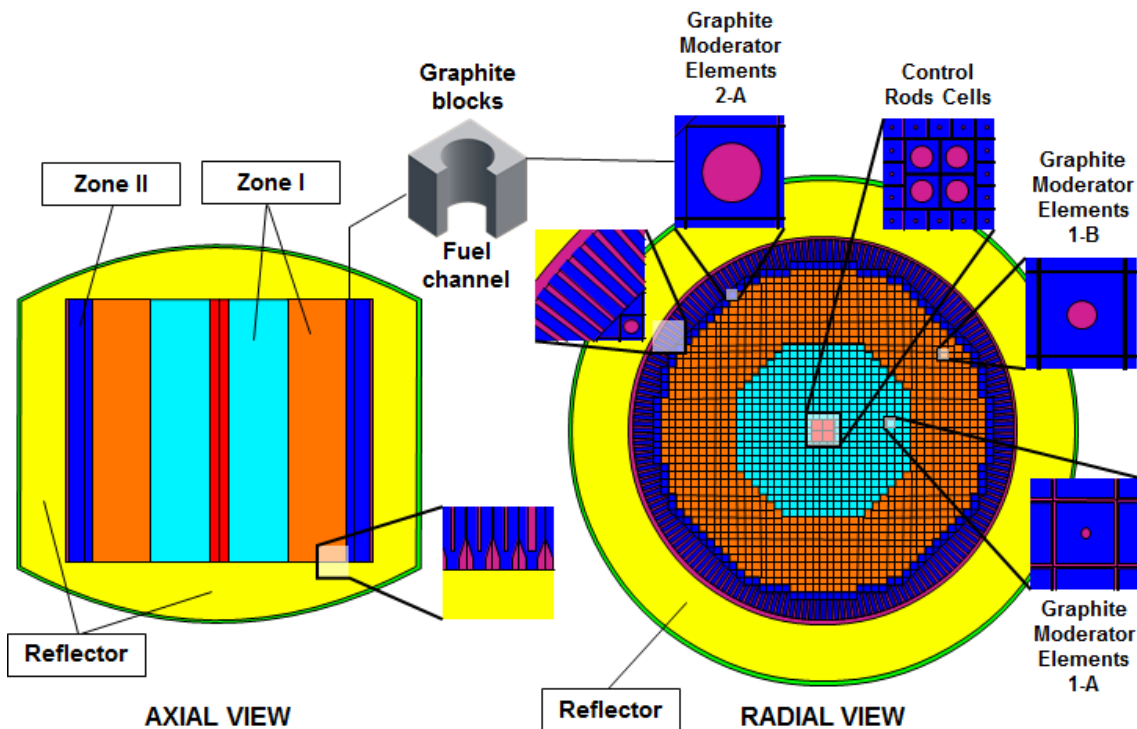 Graphite
Moderator
Elements
2-A
Control
Rods Cells
Graphite
blocks
Graphite
Moderator
Elements
1-B
Zone II
Zone I
Fuel
channel
Reflector
Graphite
Moderator
Elements
1-A
Reflector
AXIAL VIEW
RADIAL VIEW